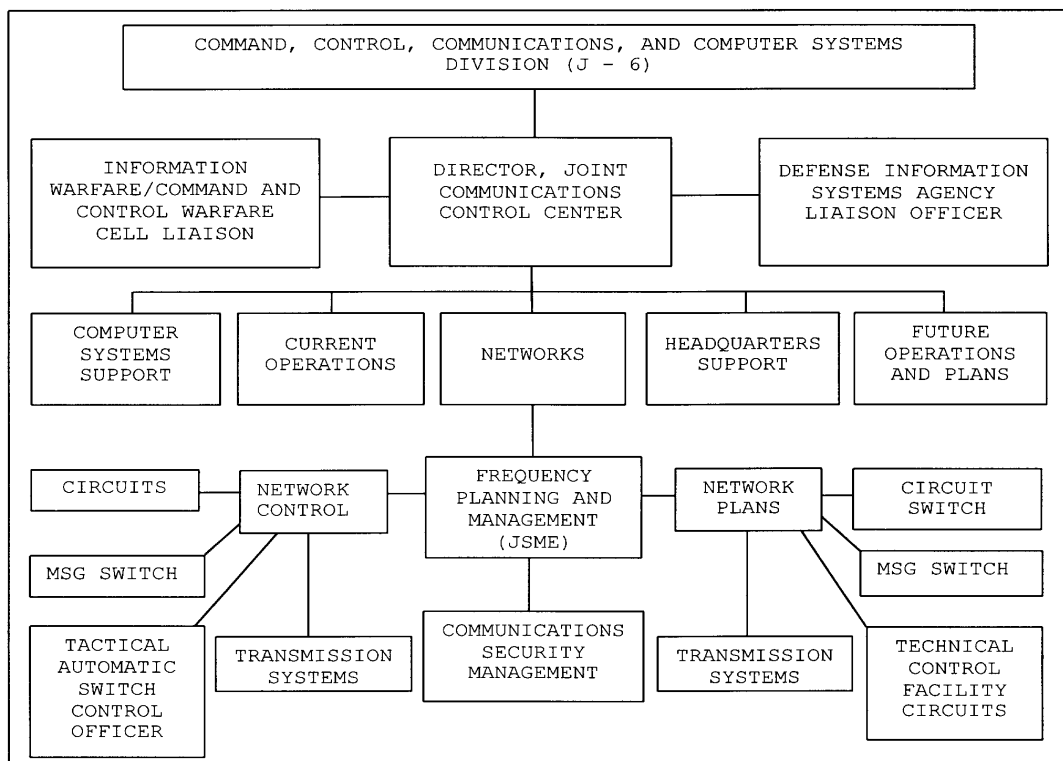 COMMAND, CONTROL, COMMUNICATIONS, AND COMPUTER SYSTEMS
DIVISION (J - 6)
INFORMATION
WARFARE/COMMAND AND
CONTROL WARFARE
CELL LIAISON
DIRECTOR, JOINT
COMMUNICATIONS
CONTROL CENTER
DEFENSE INFORMATION
SYSTEMS AGENCY
LIAISON OFFICER
COMPUTER
SYSTEMS
SUPPORT
CURRENT
OPERATIONS
NETWORKS
HEADQUARTERS
SUPPORT
FUTURE
OPERATIONS
AND PLANS
CIRCUITS
NETWORK
CONTROL
FREQUENCY
PLANNING AND
MANAGEMENT
(JSME)
NETWORK
PLANS
CIRCUIT
SWITCH
MSG SWITCH
MSG SWITCH
TACTICAL
AUTOMATIC
SWITCH
CONTROL
OFFICER
TRANSMISSION
SYSTEMS
COMMUNICATIONS
SECURITY
MANAGEMENT
TRANSMISSION
SYSTEMS
TECHNICAL
CONTROL
FACILITY
CIRCUITS